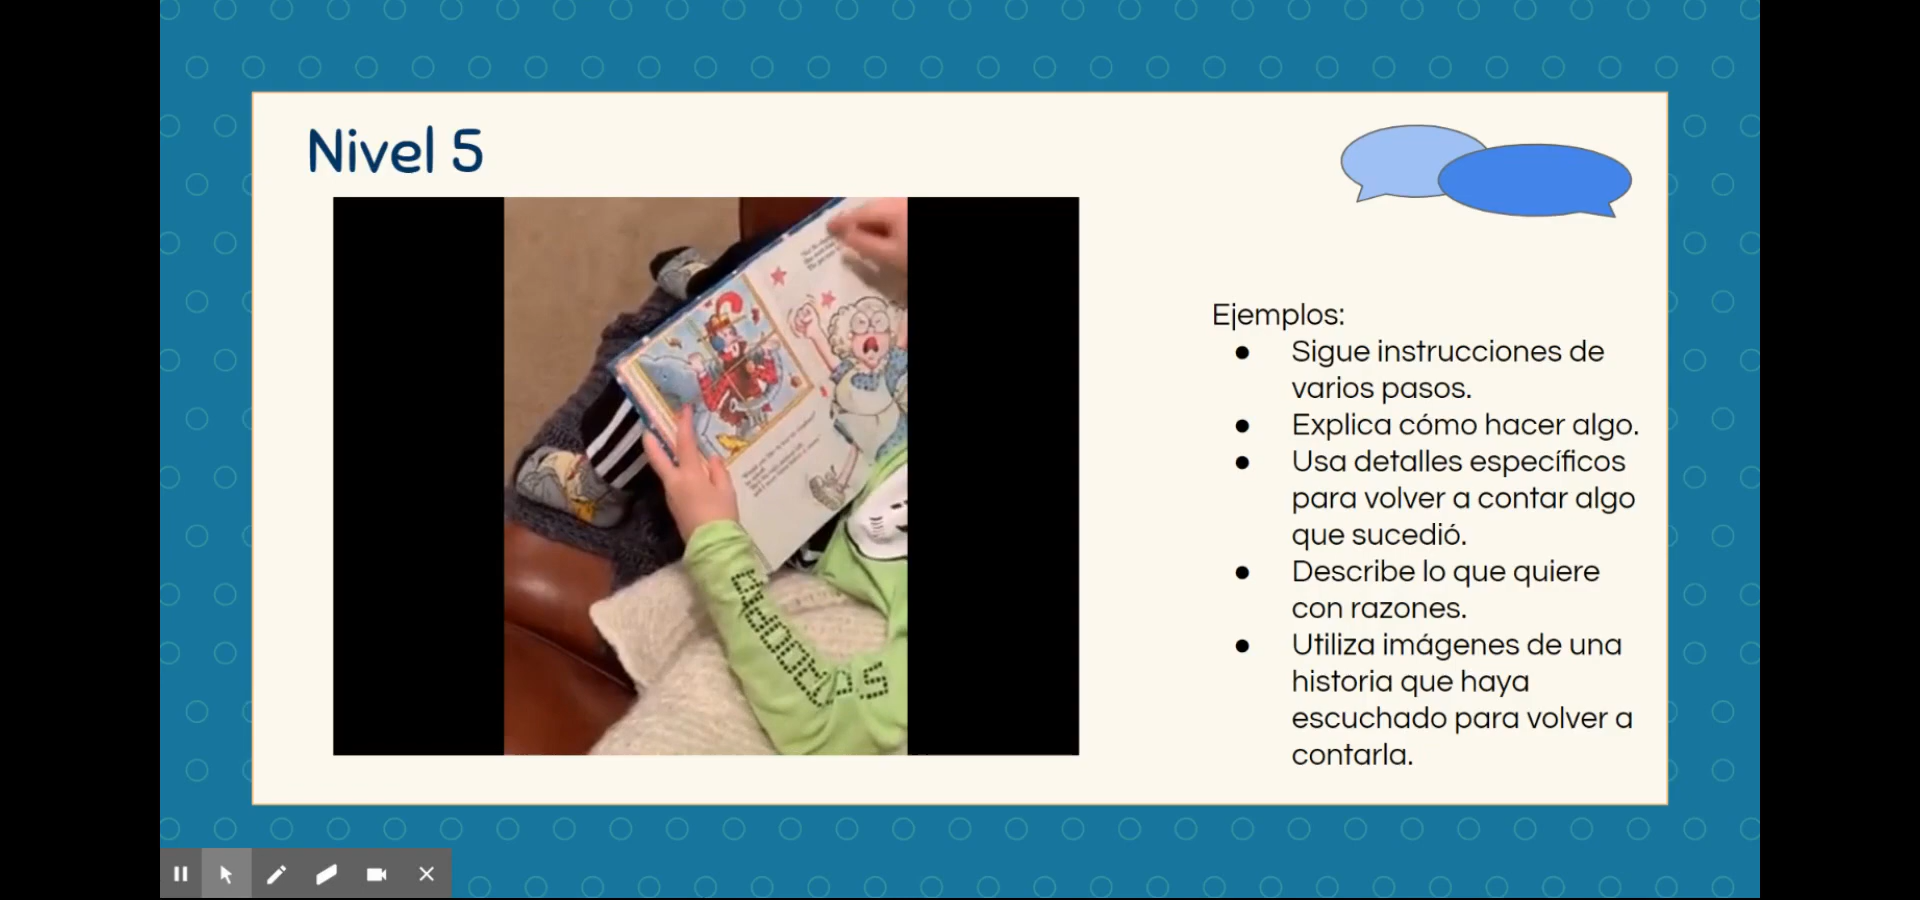 Nivel 5
Ejemplos:
● Sigue instrucciones de
varios pasos.
● Explica cómo hacer algo.
● Usa detalles específicos
para volver a contar algo
que sucedió.
● Describe lo que quiere
con razones.
● Utiliza imágenes de una
historia que haya
escuchado para volver a
contarla.